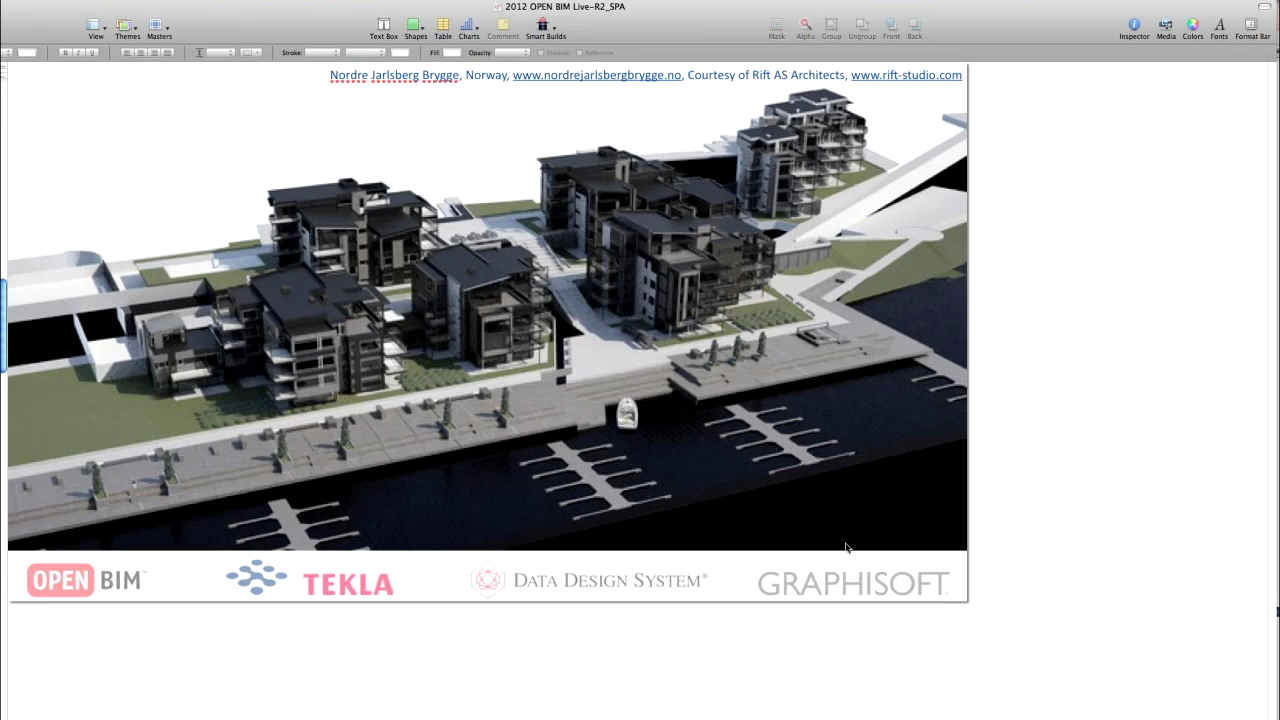 2012 OPEN BIM Live-R2_SPA
View Themes Masters Text Box Shapes Table Charts Comment Smart Builds Mask Alpha Group Ungroup Front Back Inspector Media Colors Fonts Format Bar
B I U T Stroke: Fill: Opacity: Shadow Reflection
Nordre Jarlsberg Brygge, Norway, www.nordrejarlsbergbrygge.no, Courtesy of Rift AS Architects, www.rift-studio.com
OPEN BIM™ TEKLA DATA DESIGN SYSTEM® GRAPHISOFT.